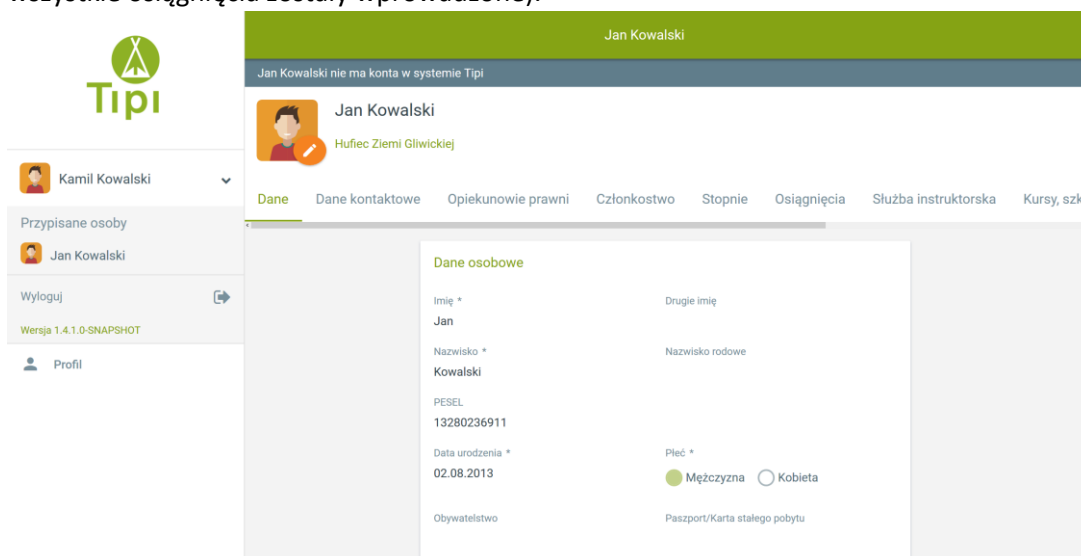 wszystkie osiągnięcia zostały wprowadzone).
Tipi
Kamil Kowalski
Przypisane osoby
Jan Kowalski
Wyloguj
Wersja 1.4.1.0-SNAPSHOT
Profil
Jan Kowalski
Jan Kowalski nie ma konta w systemie Tipi
Jan Kowalski
Hufiec Ziemi Gliwickiej
Dane Dane kontaktowe Opiekunowie prawni Członkostwo Stopnie Osiągnięcia Służba instruktorska Kursy, szk
Dane osobowe
Imię * Drugie imię
Jan
Nazwisko * Nazwisko rodowe
Kowalski
PESEL
13280236911
Data urodzenia * Płeć *
02.08.2013 Mężczyzna Kobieta
Obywatelstwo Paszport/Karta stałego pobytu